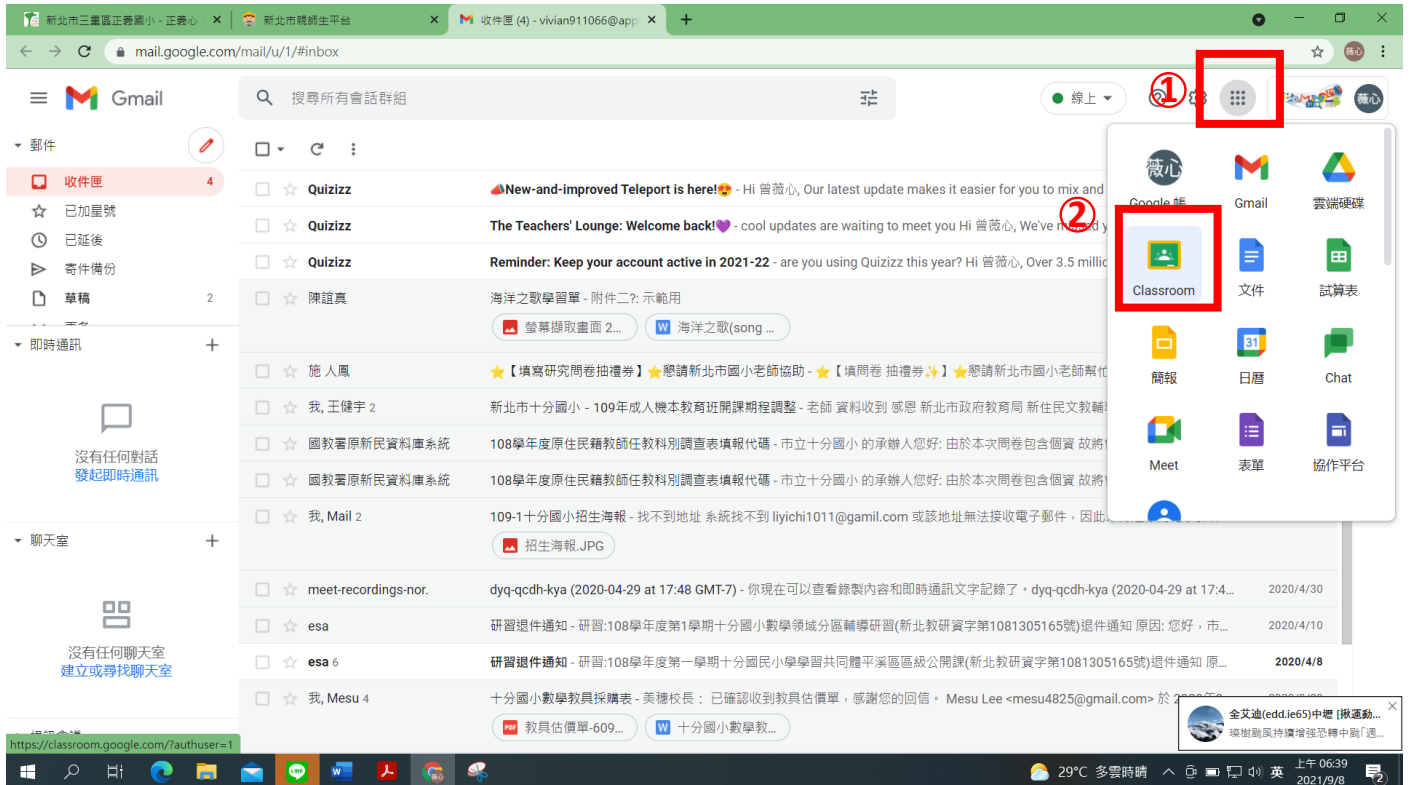 新北市三重區正義國小 - 正義心
新北市親師生平台
收件匣 (4) - vivian911066@app
mail.google.com/mail/u/1/#inbox
薇心
Gmail
搜尋所有會話群組
線上
①
薇心
郵件
收件匣 4
已加星號
已延後
寄件備份
草稿 2
即時通訊
沒有任何對話
發起即時通訊
聊天室
沒有任何聊天室
建立或尋找聊天室
https://classroom.google.com/?authuser=1
Quizizz 📣New-and-improved Teleport is here!😍 - Hi 曾薇心, Our latest update makes it easier for you to mix and
Quizizz The Teachers' Lounge: Welcome back!💜 - cool updates are waiting to meet you Hi 曾薇心, We've
Quizizz Reminder: Keep your account active in 2021-22 - are you using Quizizz this year? Hi 曾薇心, Over 3.5 millic
陳誼真 海洋之歌學習單 - 附件二?: 示範用
螢幕擷取畫面 2... 海洋之歌(song ...
施 人鳳 ⭐【填寫研究問卷抽禮券】⭐懇請新北市國小老師協助 - ⭐【填問卷 抽禮券✨】⭐懇請新北市國小老師幫忙
我, 王健宇 2 新北市十分國小 - 109年成人機本教育班開課期程調整 - 老師 資料收到 感恩 新北市政府教育局 新住民文教輔
國教署原新民資料庫系統 108學年度原住民籍教師任教科別調查表填報代碼 - 市立十分國小 的承辦人您好: 由於本次問卷包含個資 故將
國教署原新民資料庫系統 108學年度原住民籍教師任教科別調查表填報代碼 - 市立十分國小 的承辦人您好: 由於本次問卷包含個資 故將
我, Mail 2 109-1十分國小招生海報 - 找不到地址 系統找不到 liyichi1011@gamil.com 或該地址無法接收電子郵件,因此
招生海報.JPG
meet-recordings-nor. dyq-qcdh-kya (2020-04-29 at 17:48 GMT-7) - 你現在可以查看錄製內容和即時通訊文字記錄了。dyq-qcdh-kya (2020-04-29 at 17:4... 2020/4/30
esa 研習退件通知 - 研習:108學年度第1學期十分國小數學領域分區輔導研習(新北教研資字第1081305165號)退件通知 原因: 您好,市... 2020/4/10
esa 6 研習退件通知 - 研習:108學年度第一學期十分國民小學學習共同體平溪區區級公開課(新北教研資字第1081305165號)退件通知 原... 2020/4/8
我, Mesu 4 十分國小數學教具採購表 - 美穗校長: 已確認收到教具估價單,感謝您的回信。 Mesu Lee <mesu4825@gmail.com> 於
PDF 教具估價單-609... W 十分國小數學教...
②
薇心
Google 帳
Gmail
雲端硬碟
Classroom
文件
試算表
簡報
31
日曆
Chat
Meet
表單
協作平台
金艾迪(edd.ie65)中壢 [揪運動...
璨樹颱風持續增強恐轉中颱「週...
29°C 多雲時晴
英
上午 06:39
2021/9/8
2